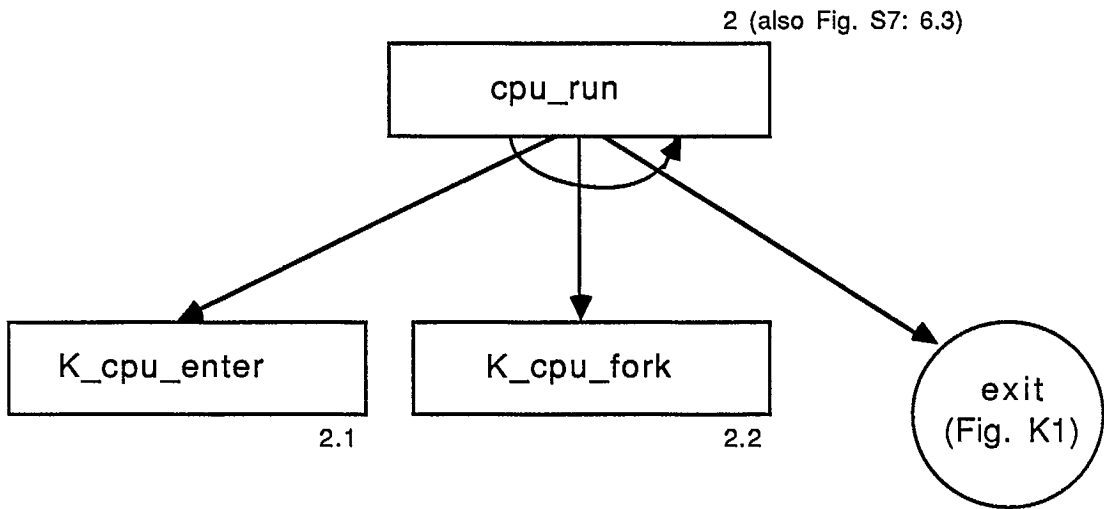 2 (also Fig. S7: 6.3)
cpu_run
K_cpu_enter
K_cpu_fork
exit
(Fig. K1)
2.1
2.2